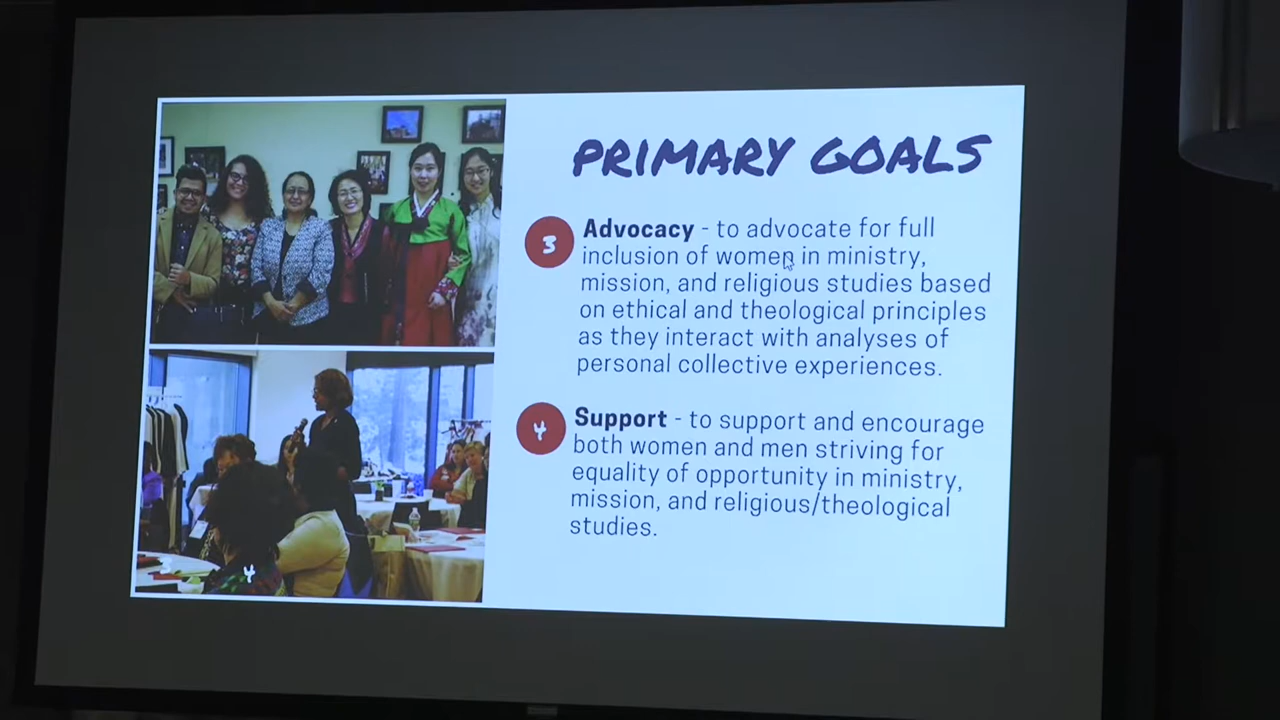 PRIMARY GOALS
3
Advocacy - to advocate for full
inclusion of women in ministry,
mission, and religious studies based
on ethical and theological principles
as they interact with analyses of
personal collective experiences.
4
Support - to support and encourage
both women and men striving for
equality of opportunity in ministry,
mission, and religious/theological
studies.
3 4